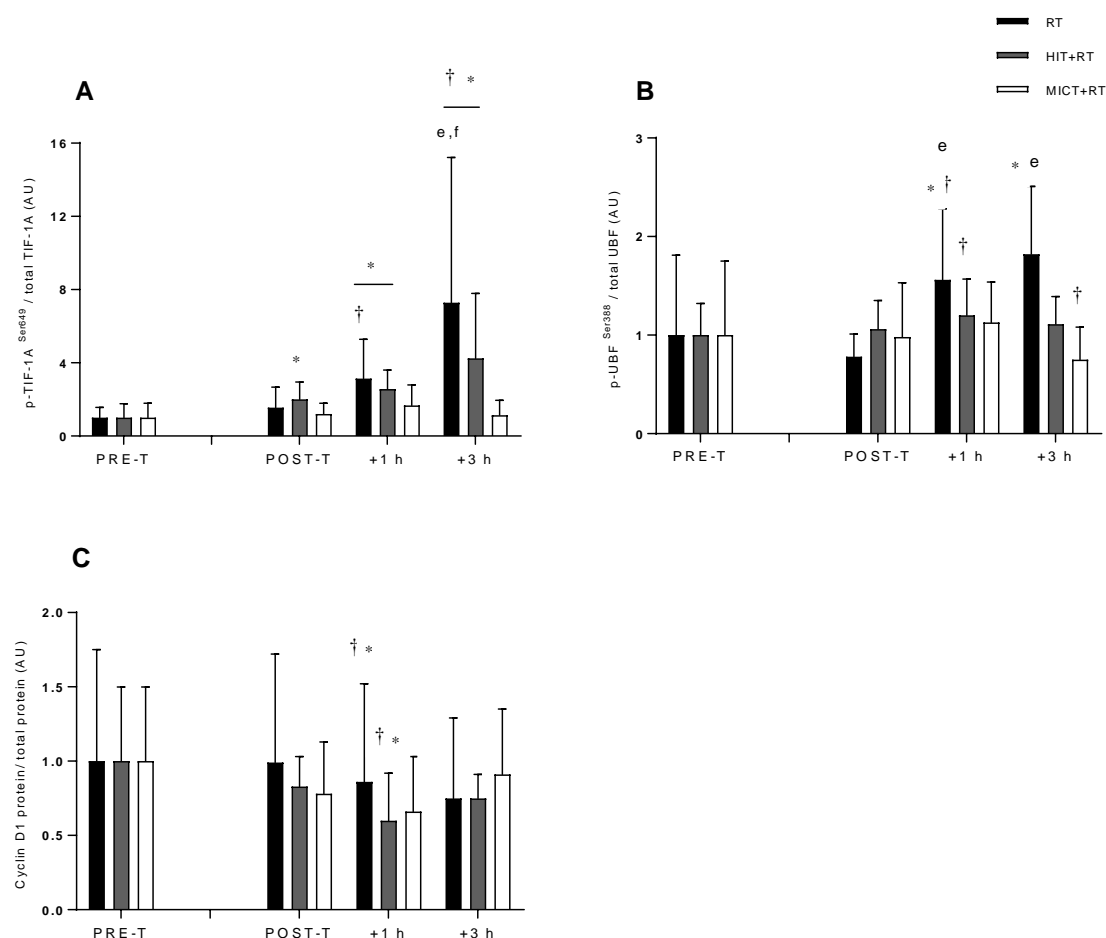 RT
HIT+RT
MICT+RT
A
† *
e,f
*
†
*
16
12
8
4
0
p-TIF-1A Ser649 / total TIF-1A (AU)
PRE-T POST-T +1 h +3 h
B
e
* †
†
* e
†
3
2
1
0
p-UBF Ser388 / total UBF (AU)
PRE-T POST-T +1 h +3 h
C
† *
† *
2.0
1.5
1.0
0.5
0.0
Cyclin D1 protein/ total protein (AU)
PRE-T POST-T +1 h +3 h